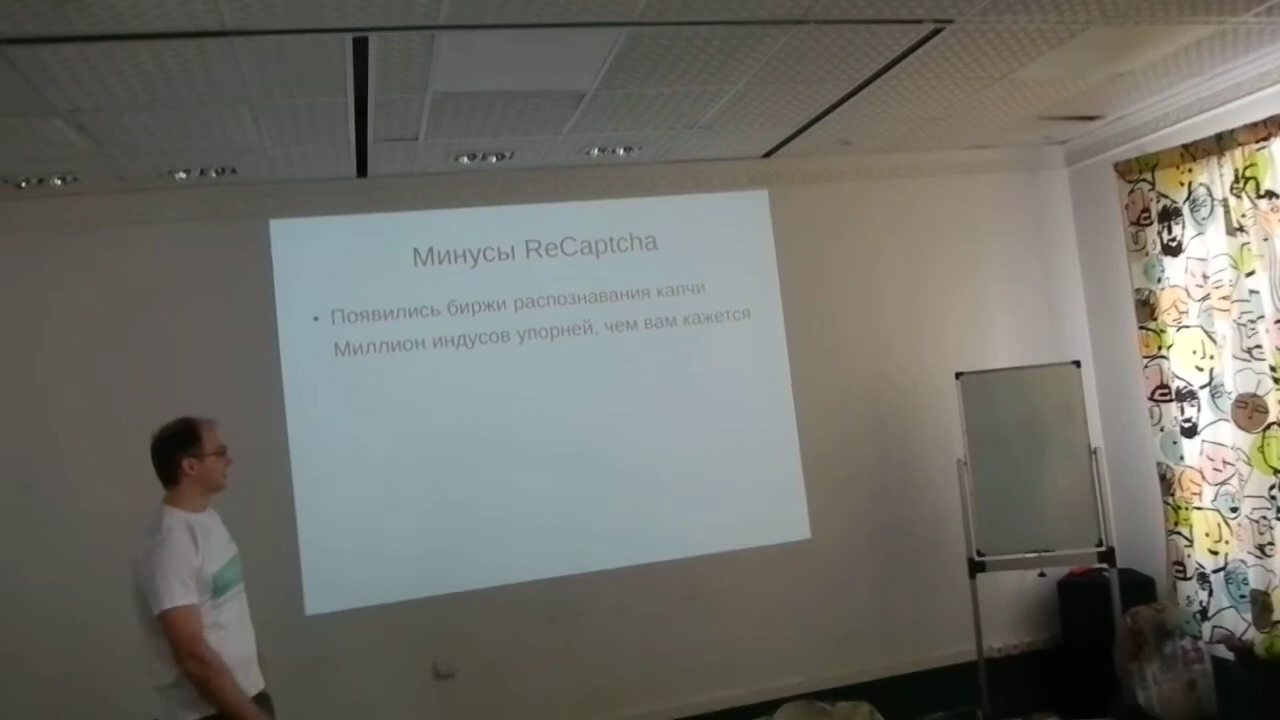 Минусы ReCaptcha
• Появились биржи распознавания капчи
Миллион индусов упорней, чем вам кажется